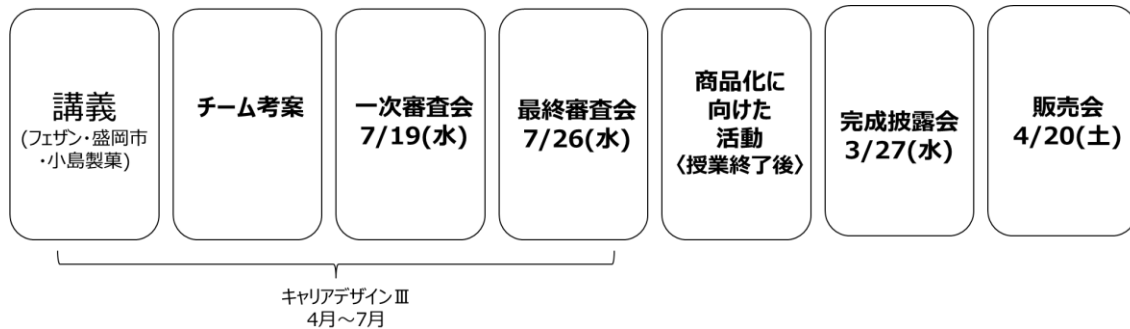 講義
(フェザン・盛岡市
・小島製菓)
チーム考案
一次審査会
7/19(水)
最終審査会
7/26(水)
商品化に
向けた
活動
〈授業終了後〉
完成披露会
3/27(水)
販売会
4/20(土)
キャリアデザインⅢ
4月～7月